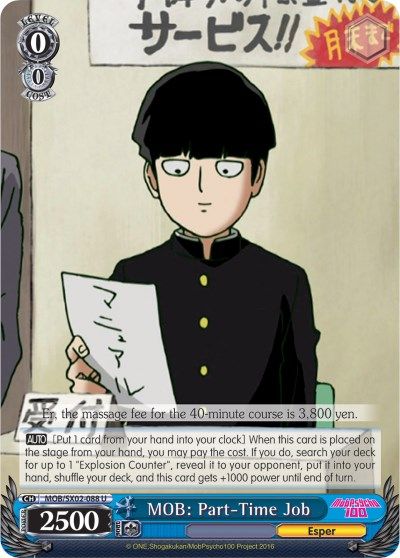 サービス!!
LEVEL
0
0
COST
マニュアル
受付
Er, the massage fee for the 40-minute course is 3,800 yen.
AUTO [Put 1 card from your hand into your clock] When this card is placed on
the stage from your hand, you may pay the cost. If you do, search your deck
for up to 1 "Explosion Counter", reveal it to your opponent, put it into your
hand, shuffle your deck, and this card gets +1000 power until end of turn.
CH MOB/SX02-088 U
2500
MOB: Part-Time Job
MobPsycho 100
Esper
© ONE,Shogakukan/MobPsycho100 Project 2016